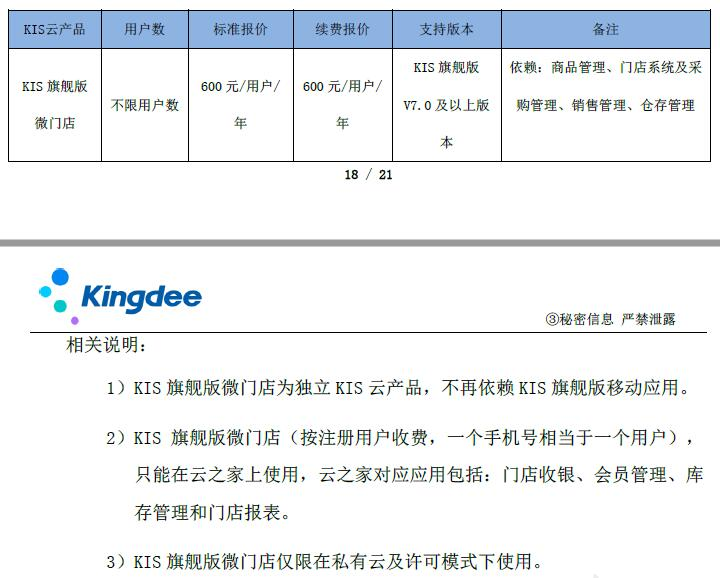 KIS云产品 用户数 标准报价 续费报价 支持版本 备注
KIS 旗舰版
微门店
不限用户数
600 元/用户/
年
600 元/用户/
年
KIS 旗舰版
V7.0 及以上版
本
依赖：商品管理、门店系统及采
购管理、销售管理、仓存管理
18 / 21
Kingdee
③秘密信息 严禁泄露
相关说明：
1）KIS 旗舰版微门店为独立 KIS 云产品，不再依赖 KIS 旗舰版移动应用。
2）KIS 旗舰版微门店（按注册用户收费，一个手机号相当于一个用户），
只能在云之家上使用，云之家对应应用包括：门店收银、会员管理、库
存管理和门店报表。
3）KIS 旗舰版微门店仅限在私有云及许可模式下使用。